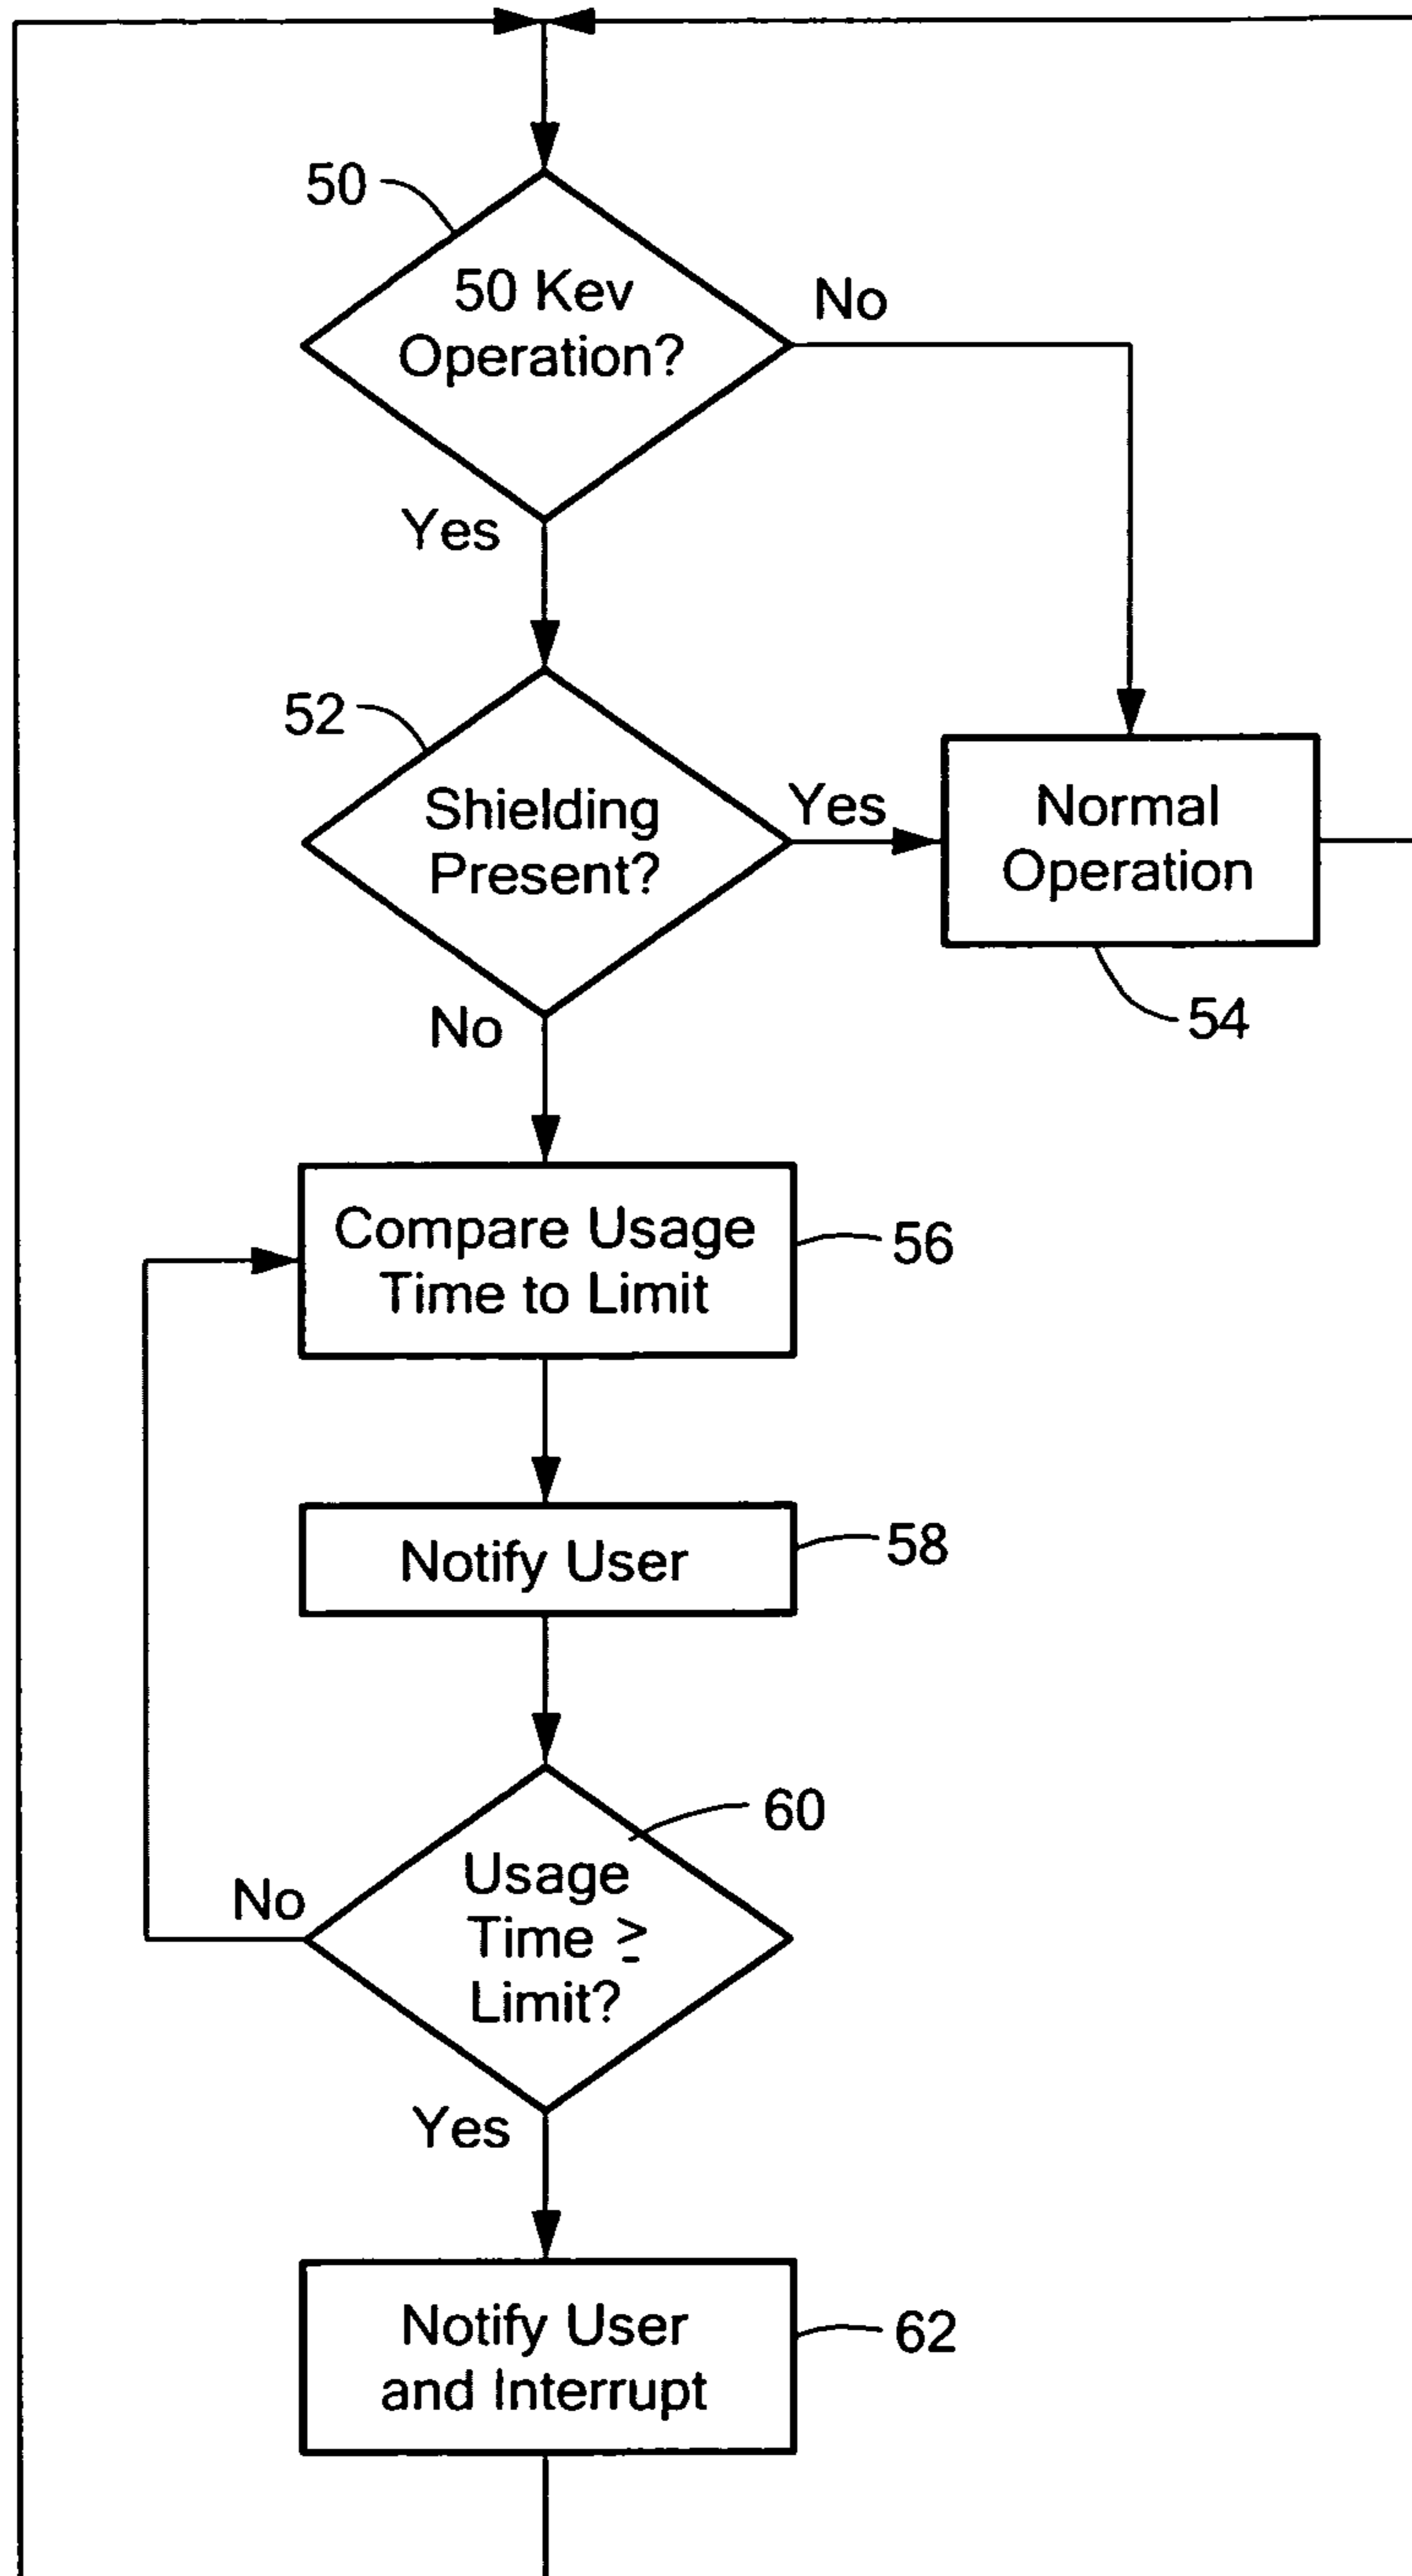 50
50 Kev
Operation?
No
Yes
52
Shielding
Present?
Yes
Normal
Operation
54
No
Compare Usage
Time to Limit
56
Notify User
58
60
Usage
Time ≥
Limit?
No
Yes
Notify User
and Interrupt
62